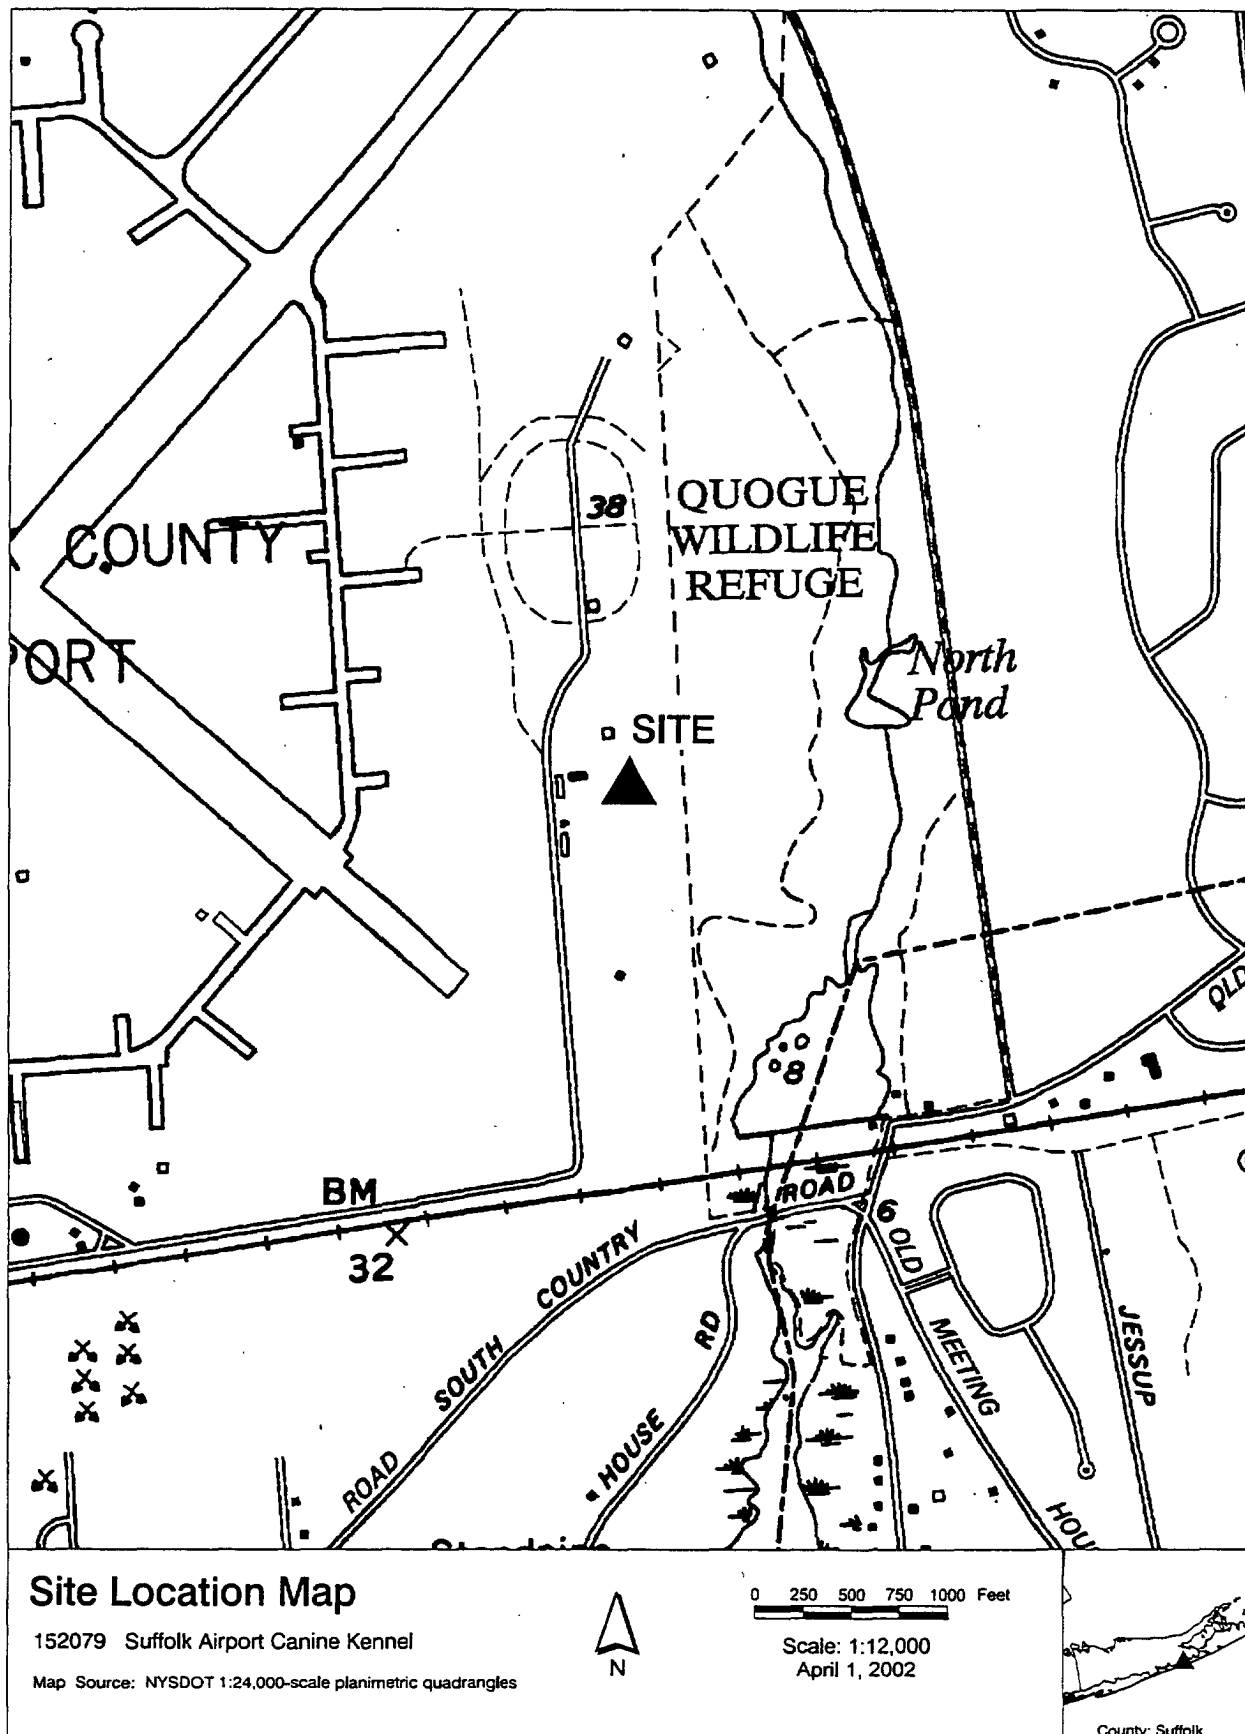 38
QUOGUE
WILDLIFE
REFUGE
COUNTY
PORT
North
Pond
SITE
OLD
8
BM
32
ROAD
6
OLD
COUNTRY
SOUTH
ROAD
RD
HOUSE
MEETING
JESSUP
HOU
Site Location Map
152079 Suffolk Airport Canine Kennel
Map Source: NYSDOT 1:24,000-scale planimetric quadrangles
N
0 250 500 750 1000 Feet
Scale: 1:12,000
April 1, 2002
County: Suffolk